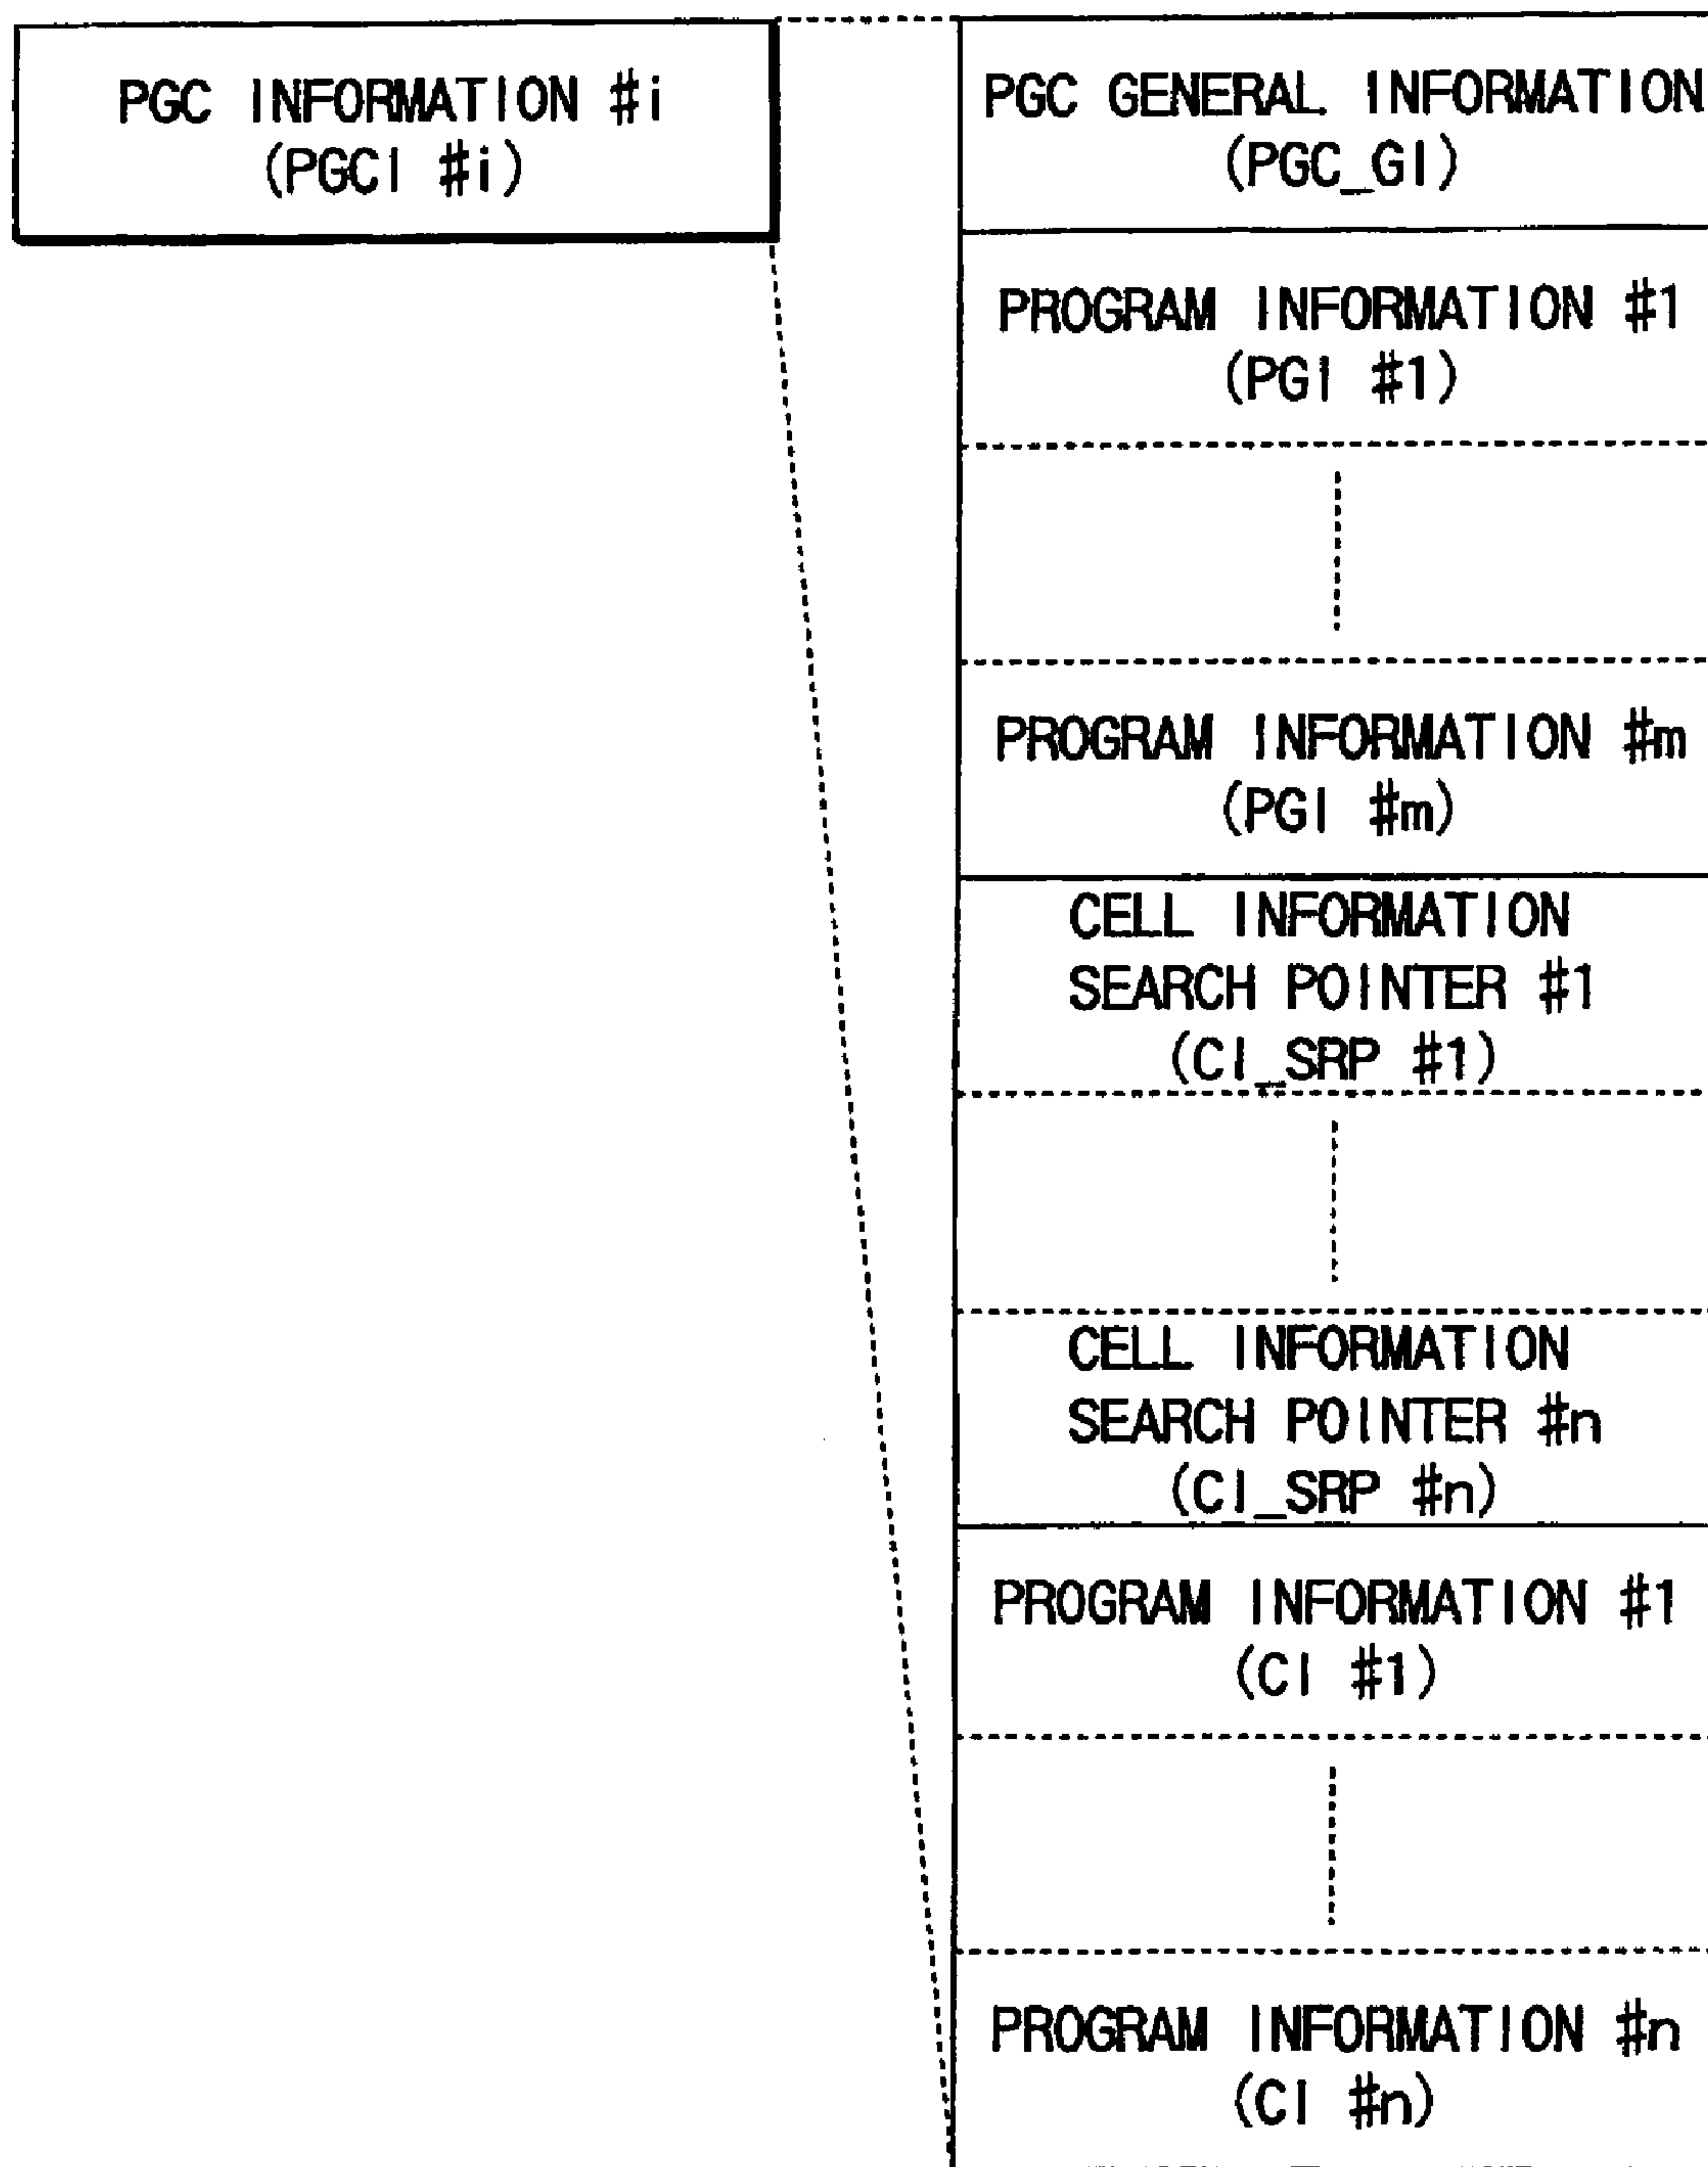 PGC INFORMATION #i
(PGCI #i)
PGC GENERAL INFORMATION
(PGC_GI)
PROGRAM INFORMATION #1
(PGI #1)
PROGRAM INFORMATION #m
(PGI #m)
CELL INFORMATION
SEARCH POINTER #1
(CI_SRP #1)
CELL INFORMATION
SEARCH POINTER #n
(CI_SRP #n)
PROGRAM INFORMATION #1
(CI #1)
PROGRAM INFORMATION #n
(CI #n)